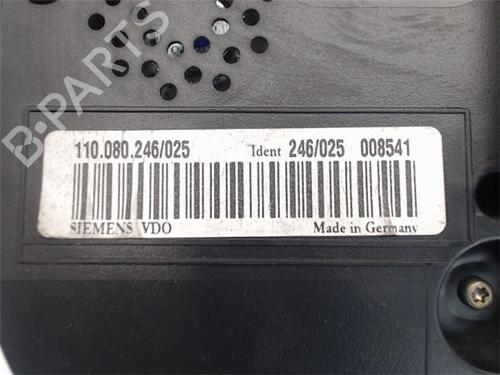 B-PARTS
110.080.246/025 Ident 246/025 008541
SIEMENS VDO Made in Germany